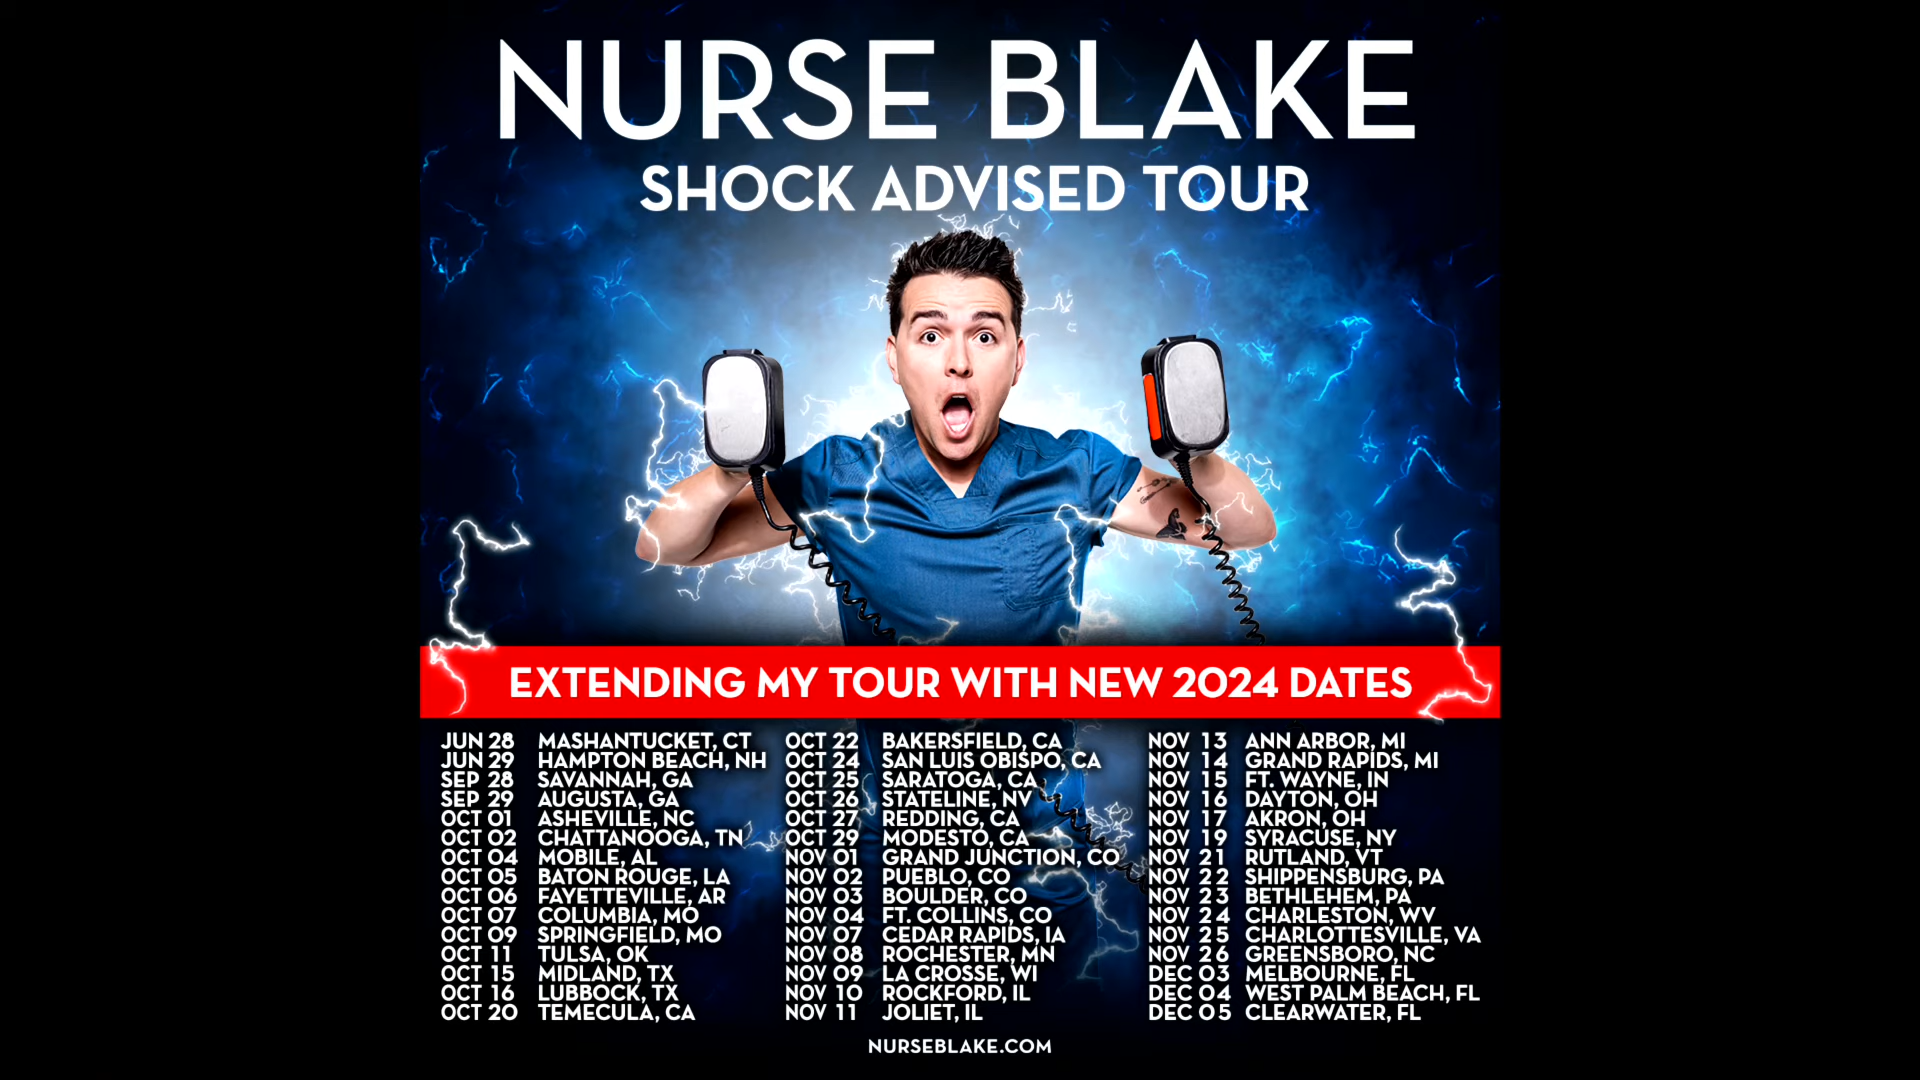 NURSE BLAKE
SHOCK ADVISED TOUR
EXTENDING MY TOUR WITH NEW 2024 DATES
JUN 28 MASHANTUCKET, CT
JUN 29 HAMPTON BEACH, NH
SEP 28 SAVANNAH, GA
SEP 29 AUGUSTA, GA
OCT 01 ASHEVILLE, NC
OCT 02 CHATTANOOGA, TN
OCT 04 MOBILE, AL
OCT 05 BATON ROUGE, LA
OCT 06 FAYETTEVILLE, AR
OCT 07 COLUMBIA, MO
OCT 09 SPRINGFIELD, MO
OCT 11 TULSA, OK
OCT 15 MIDLAND, TX
OCT 16 LUBBOCK, TX
OCT 20 TEMECULA, CA
OCT 22 BAKERSFIELD, CA
OCT 24 SAN LUIS OBISPO, CA
OCT 25 SARATOGA, CA
OCT 26 STATELINE, NV
OCT 27 REDDING, CA
OCT 29 MODESTO, CA
NOV 01 GRAND JUNCTION, CO
NOV 02 PUEBLO, CO
NOV 03 BOULDER, CO
NOV 04 FT. COLLINS, CO
NOV 07 CEDAR RAPIDS, IA
NOV 08 ROCHESTER, MN
NOV 09 LA CROSSE, WI
NOV 10 ROCKFORD, IL
NOV 11 JOLIET, IL
NOV 13 ANN ARBOR, MI
NOV 14 GRAND RAPIDS, MI
NOV 15 FT. WAYNE, IN
NOV 16 DAYTON, OH
NOV 17 AKRON, OH
NOV 19 SYRACUSE, NY
NOV 21 RUTLAND, VT
NOV 22 SHIPPENSBURG, PA
NOV 23 BETHLEHEM, PA
NOV 24 CHARLESTON, WV
NOV 25 CHARLOTTESVILLE, VA
NOV 26 GREENSBORO, NC
DEC 03 MELBOURNE, FL
DEC 04 WEST PALM BEACH, FL
DEC 05 CLEARWATER, FL
NURSEBLAKE.COM